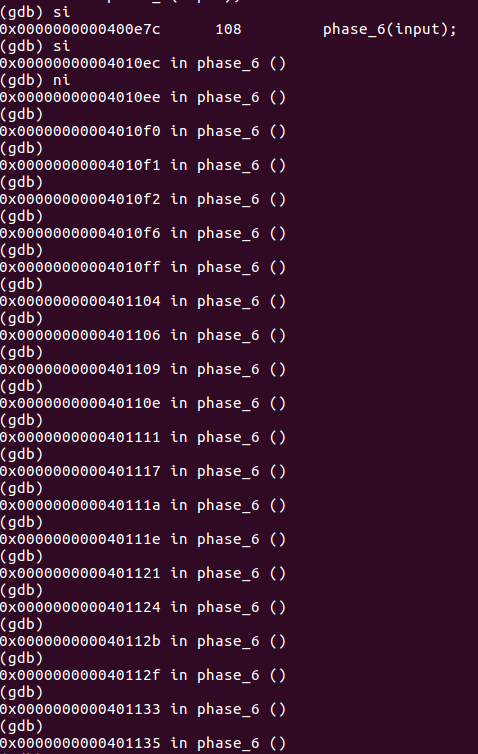 (gdb) si
0x0000000000400e7c      108         phase_6(input);
(gdb) si
0x00000000004010ec in phase_6 ()
(gdb) ni
0x00000000004010ee in phase_6 ()
(gdb)
0x00000000004010f0 in phase_6 ()
(gdb)
0x00000000004010f1 in phase_6 ()
(gdb)
0x00000000004010f2 in phase_6 ()
(gdb)
0x00000000004010f6 in phase_6 ()
(gdb)
0x00000000004010ff in phase_6 ()
(gdb)
0x0000000000401104 in phase_6 ()
(gdb)
0x0000000000401106 in phase_6 ()
(gdb)
0x0000000000401109 in phase_6 ()
(gdb)
0x000000000040110e in phase_6 ()
(gdb)
0x0000000000401111 in phase_6 ()
(gdb)
0x0000000000401117 in phase_6 ()
(gdb)
0x000000000040111a in phase_6 ()
(gdb)
0x000000000040111e in phase_6 ()
(gdb)
0x0000000000401121 in phase_6 ()
(gdb)
0x0000000000401124 in phase_6 ()
(gdb)
0x000000000040112b in phase_6 ()
(gdb)
0x000000000040112f in phase_6 ()
(gdb)
0x0000000000401133 in phase_6 ()
(gdb)
0x0000000000401135 in phase_6 ()